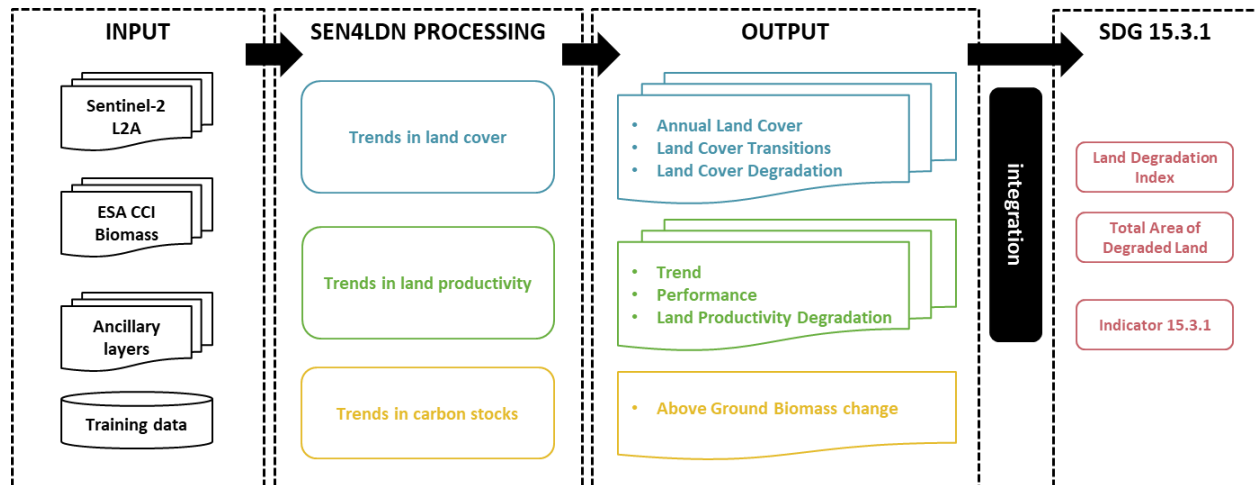 INPUT
Sentinel-2
L2A
ESA CCI
Biomass
Ancillary
layers
Training data
SEN4LDN PROCESSING
Trends in land cover
Trends in land productivity
Trends in carbon stocks
OUTPUT
• Annual Land Cover
• Land Cover Transitions
• Land Cover Degradation
• Trend
• Performance
• Land Productivity Degradation
• Above Ground Biomass change
integration
SDG 15.3.1
Land Degradation
Index
Total Area of
Degraded Land
Indicator 15.3.1